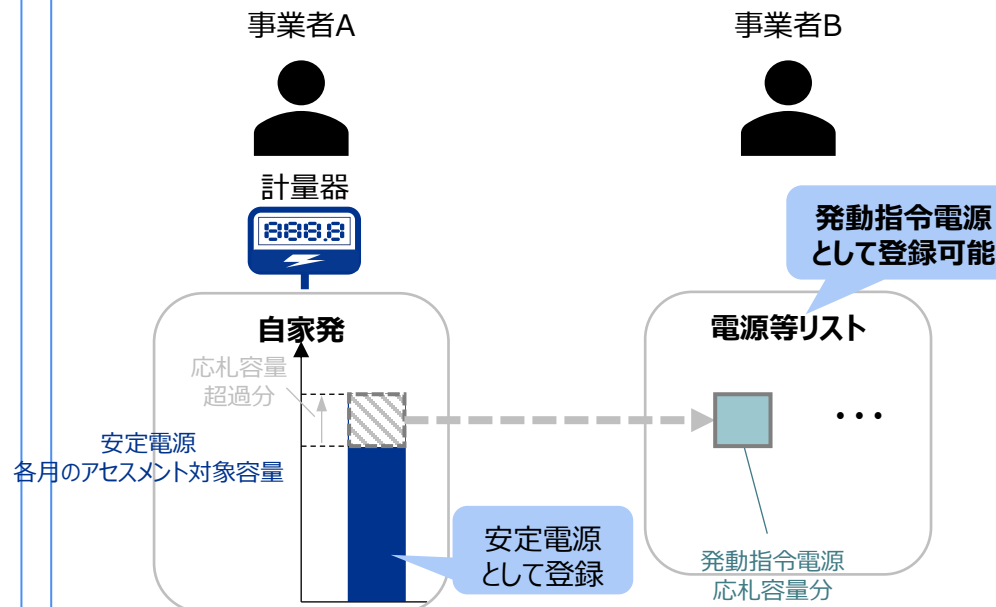 事業者A
事業者B
計量器
888.8
発動指令電源
として登録可能
自家発
電源等リスト
応札容量
超過分
・・・
安定電源
各月のアセスメント対象容量
安定電源
として登録
発動指令電源
応札容量分